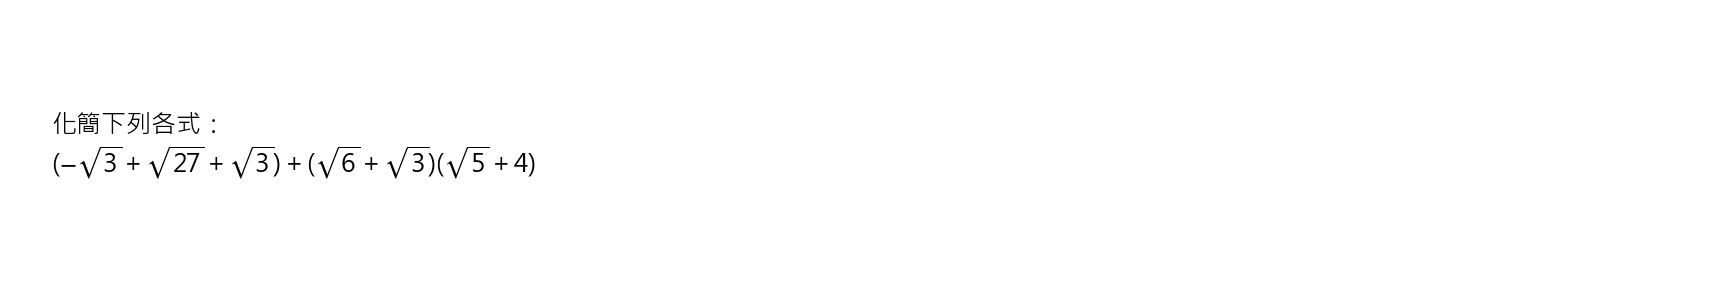 化簡下列各式：
(−√3 + √27 + √3) + (√6 + √3)(√5 + 4)